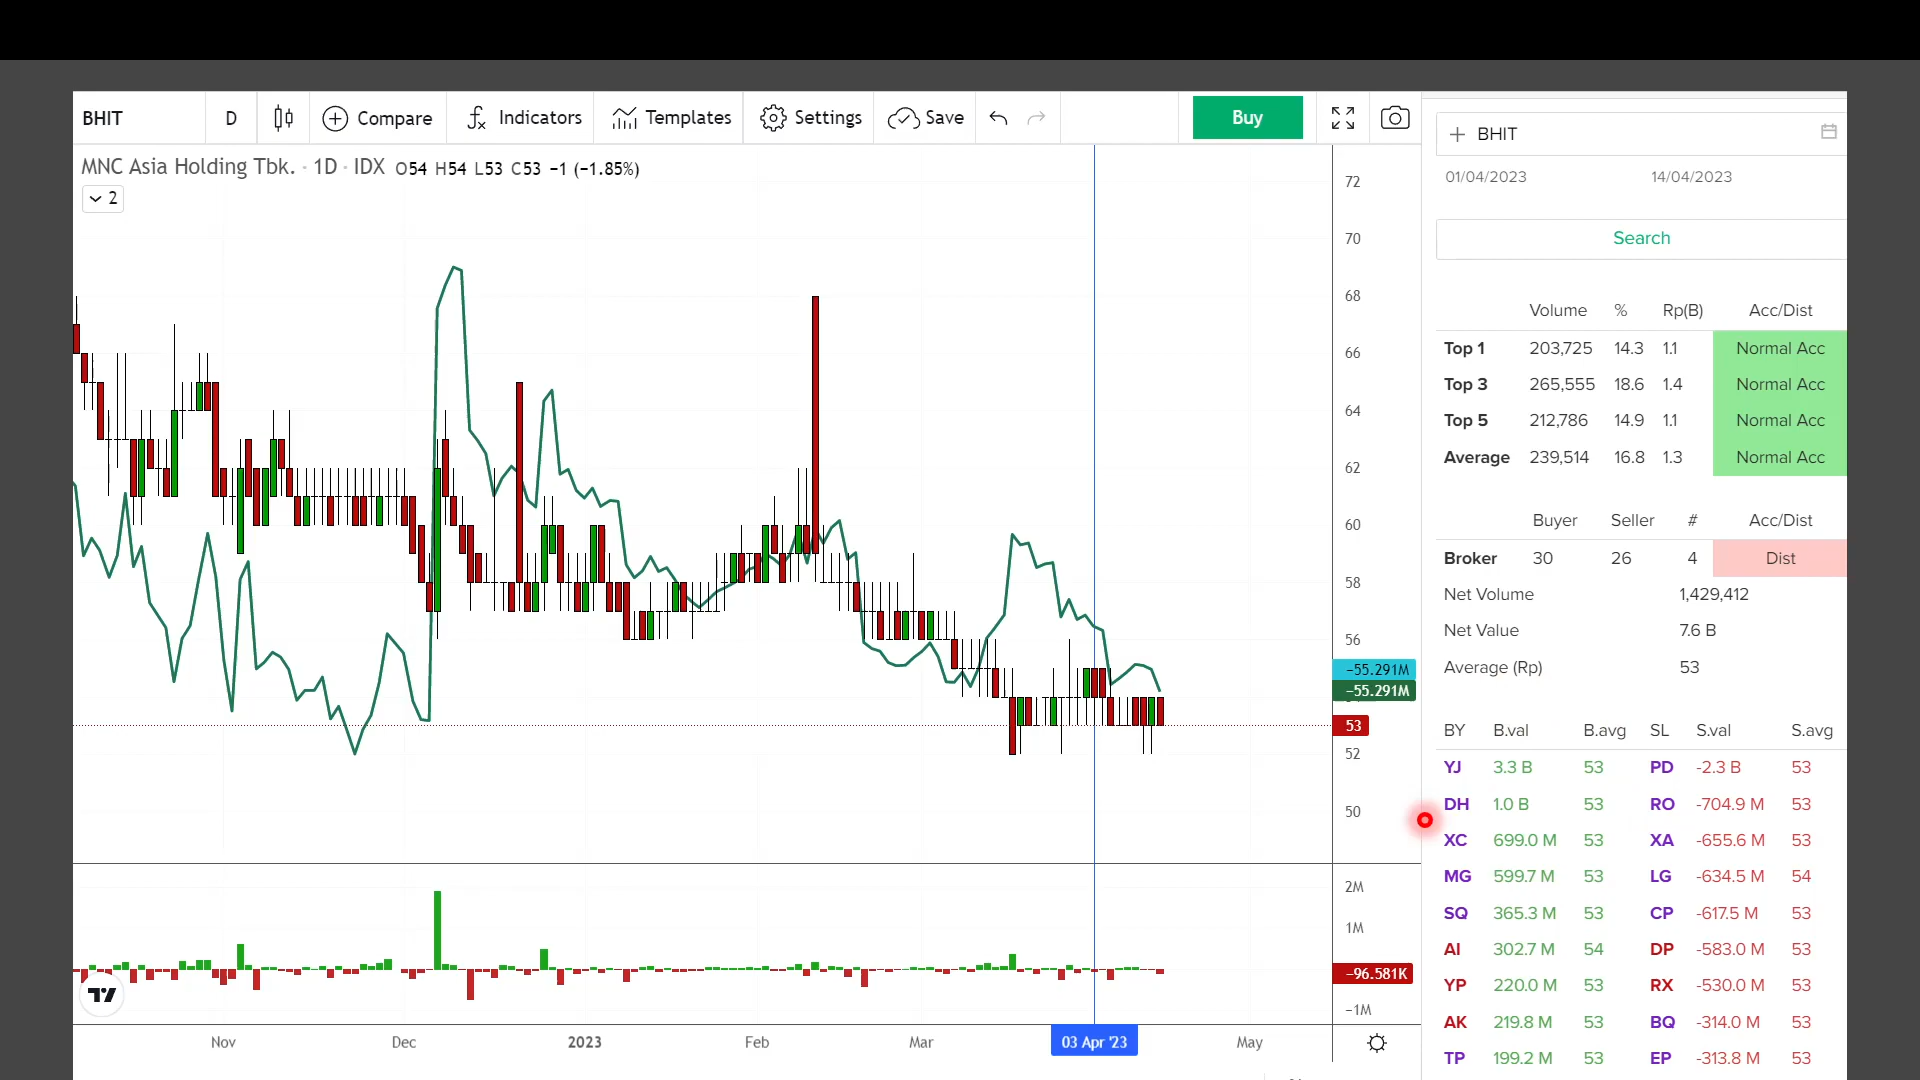 BHIT D Compare Indicators Templates Settings Save Buy
MNC Asia Holding Tbk. · 1D · IDX O54 H54 L53 C53 −1 (−1.85%)
2
72
70
68
66
64
62
60
58
56
−55.291M
−55.291M
53
52
50
2M
1M
−96.581K
−1M
Nov Dec 2023 Feb Mar 03 Apr '23 May
BHIT
01/04/2023 14/04/2023
Search
Volume % Rp(B) Acc/Dist
Top 1 203,725 14.3 1.1 Normal Acc
Top 3 265,555 18.6 1.4 Normal Acc
Top 5 212,786 14.9 1.1 Normal Acc
Average 239,514 16.8 1.3 Normal Acc
Buyer Seller # Acc/Dist
Broker 30 26 4 Dist
Net Volume 1,429,412
Net Value 7.6 B
Average (Rp) 53
BY B.val B.avg SL S.val S.avg
YJ 3.3 B 53 PD -2.3 B 53
DH 1.0 B 53 RO -704.9 M 53
XC 699.0 M 53 XA -655.6 M 53
MG 599.7 M 53 LG -634.5 M 54
SQ 365.3 M 53 CP -617.5 M 53
AI 302.7 M 54 DP -583.0 M 53
YP 220.0 M 53 RX -530.0 M 53
AK 219.8 M 53 BQ -314.0 M 53
TP 199.2 M 53 EP -313.8 M 53